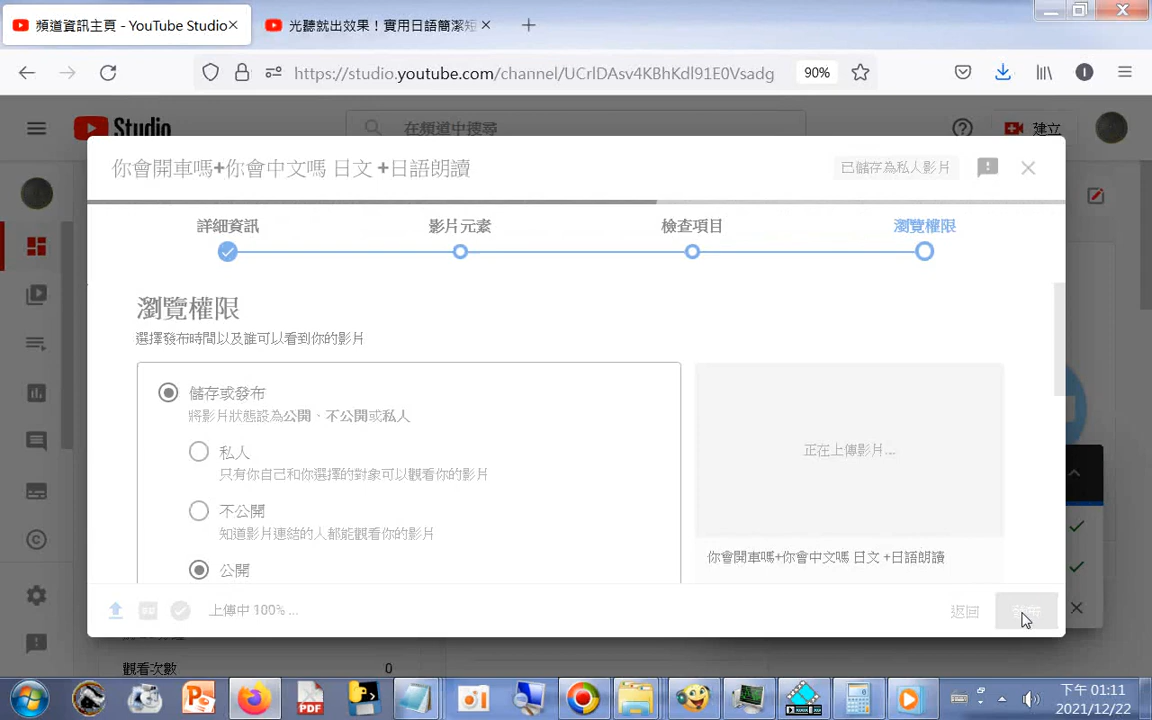 頻道資訊主頁 - YouTube Studio
光聽就出效果！實用日語簡潔短
https://studio.youtube.com/channel/UCrlDAsv4KBhKdl91E0Vsadg
90%
Studio
在頻道中搜尋
建立
你會開車嗎+你會中文嗎 日文 +日語朗讀
已儲存為私人影片
詳細資訊
影片元素
檢查項目
瀏覽權限
瀏覽權限
選擇發布時間以及誰可以看到你的影片
儲存或發布
將影片狀態設為公開、不公開或私人
私人
只有你自己和你選擇的對象可以觀看你的影片
不公開
知道影片連結的人都能觀看你的影片
公開
正在上傳影片...
你會開車嗎+你會中文嗎 日文 +日語朗讀
上傳中 100% ...
返回
觀看次數
0
下午 01:11
2021/12/22